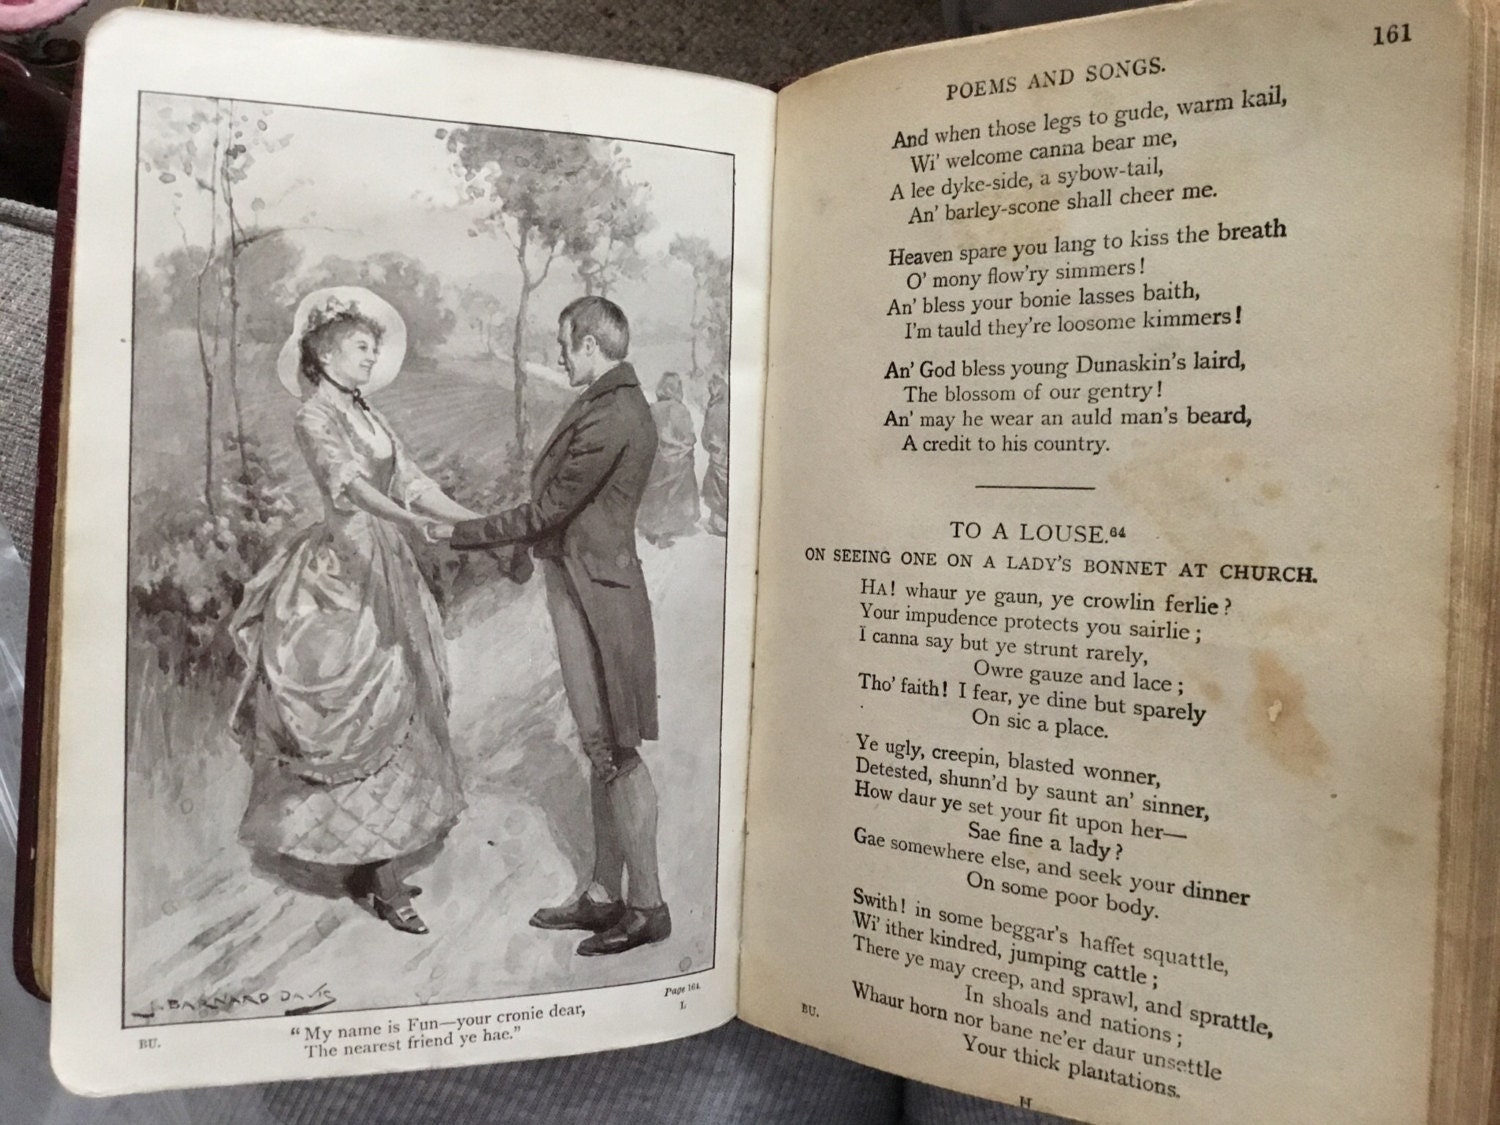 J. BARNARD DAVIS
"My name is Fun—your cronie dear,
The nearest friend ye hae."
Page 164.
BU.
L
161
POEMS AND SONGS.
And when those legs to gude, warm kail,
Wi' welcome canna bear me,
A lee dyke-side, a sybow-tail,
An' barley-scone shall cheer me.
Heaven spare you lang to kiss the breath
O' mony flow'ry simmers!
An' bless your bonie lasses baith,
I'm tauld they're loosome kimmers!
An' God bless young Dunaskin's laird,
The blossom of our gentry!
An' may he wear an auld man's beard,
A credit to his country.
TO A LOUSE.64
ON SEEING ONE ON A LADY'S BONNET AT CHURCH.
HA! whaur ye gaun, ye crowlin ferlie?
Your impudence protects you sairlie;
I canna say but ye strunt rarely,
Owre gauze and lace;
Tho' faith! I fear, ye dine but sparely
On sic a place.
Ye ugly, creepin, blasted wonner,
Detested, shunn'd by saunt an' sinner,
How daur ye set your fit upon her—
Sae fine a lady?
Gae somewhere else, and seek your dinner
On some poor body.
Swith! in some beggar's haffet squattle,
Wi' ither kindred, jumping cattle;
There ye may creep, and sprawl, and sprattle,
In shoals and nations;
Whaur horn nor bane ne'er daur unsettle
Your thick plantations.
BU.
H